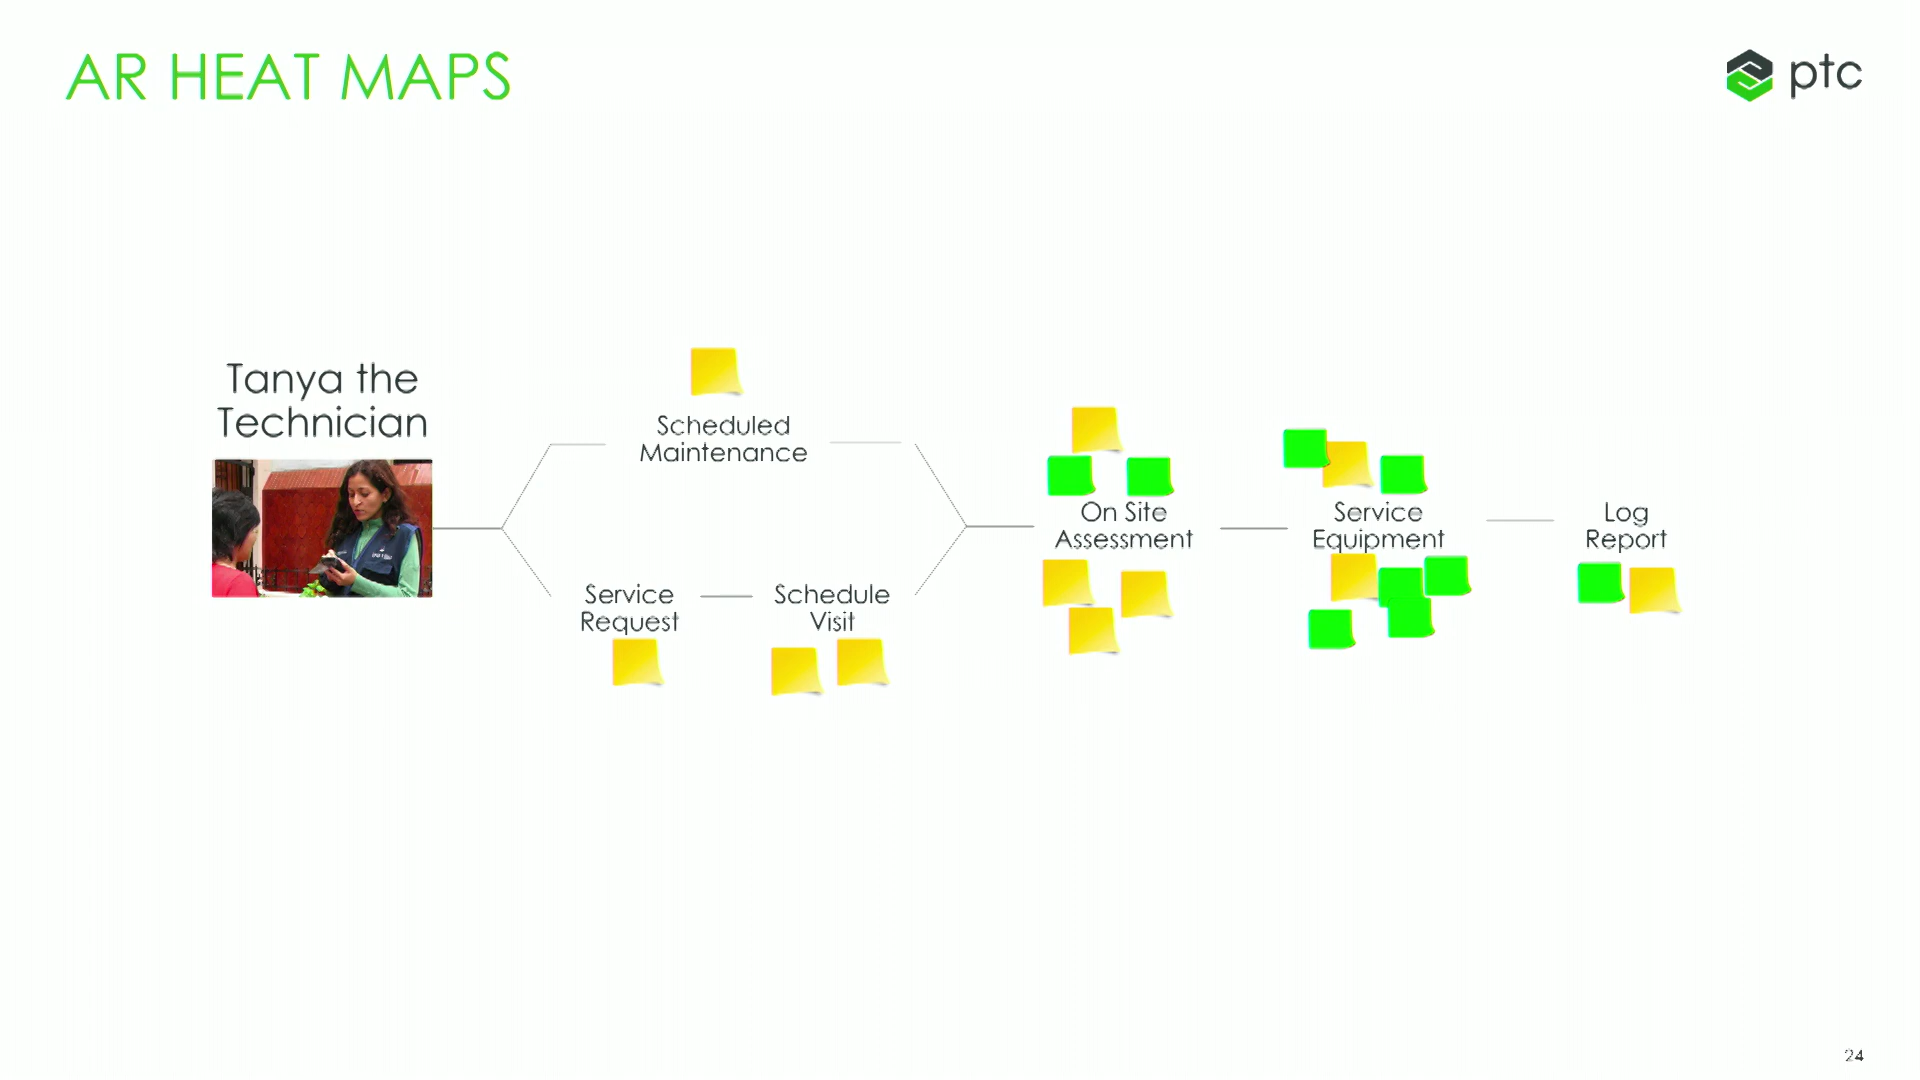 AR HEAT MAPS
ptc
Tanya the
Technician
Scheduled
Maintenance
Service
Request
Schedule
Visit
On Site
Assessment
Service
Equipment
Log
Report
24